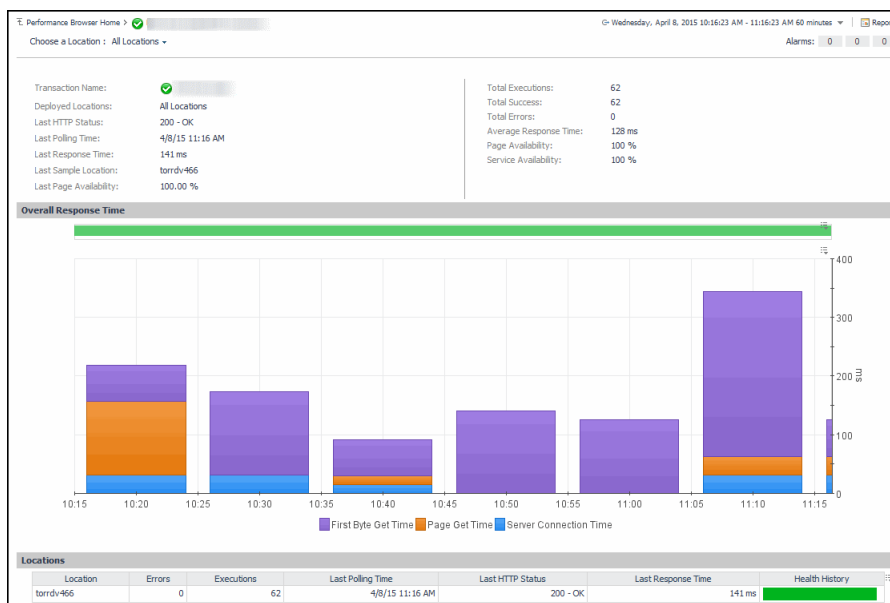 Performance Browser Home >
Wednesday, April 8, 2015 10:16:23 AM - 11:16:23 AM 60 minutes
Choose a Location : All Locations
Alarms: 0 0 0
Transaction Name:
Deployed Locations: All Locations
Last HTTP Status: 200 - OK
Last Polling Time: 4/8/15 11:16 AM
Last Response Time: 141 ms
Last Sample Location: torrdv466
Last Page Availability: 100.00 %
Total Executions: 62
Total Success: 62
Total Errors: 0
Average Response Time: 128 ms
Page Availability: 100 %
Service Availability: 100 %
Overall Response Time
400
300
200
100
0
ms
10:15 10:20 10:25 10:30 10:35 10:40 10:45 10:50 10:55 11:00 11:05 11:10 11:15
First Byte Get Time Page Get Time Server Connection Time
Locations
Location Errors Executions Last Polling Time Last HTTP Status Last Response Time Health History
torrdv466 0 62 4/8/15 11:16 AM 200 - OK 141 ms